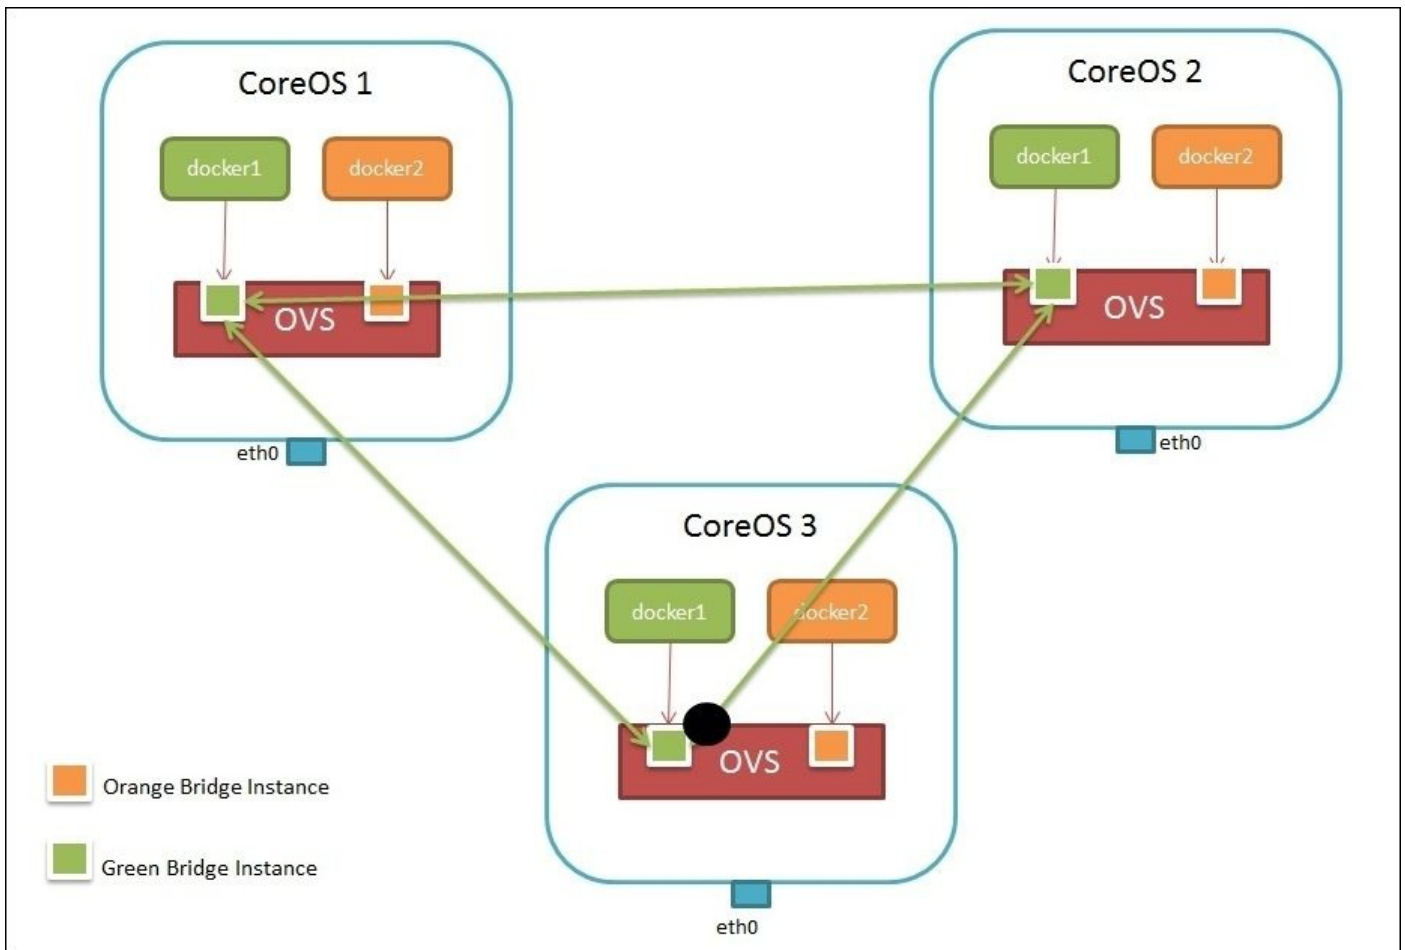 CoreOS 1
docker1
docker2
OVS
eth0
CoreOS 2
docker1
docker2
OVS
eth0
CoreOS 3
docker1
docker2
OVS
eth0
Orange Bridge Instance
Green Bridge Instance